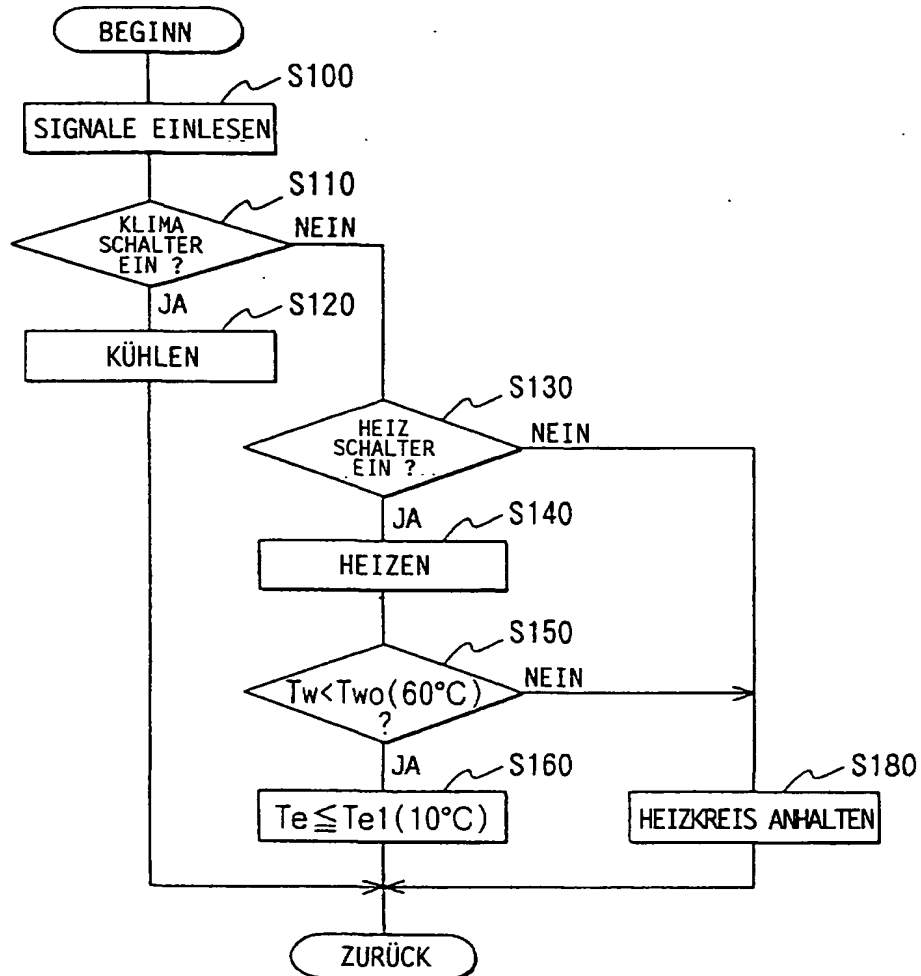 BEGINN
S100
SIGNALE EINLESEN
S110
KLIMA
SCHALTER
EIN ?
NEIN
JA
S120
KÜHLEN
S130
HEIZ
SCHALTER
EIN ?
NEIN
JA
S140
HEIZEN
S150
Tw<Two(60°C)
?
NEIN
JA
S160
Te≦Te1(10°C)
S180
HEIZKREIS ANHALTEN
ZURÜCK